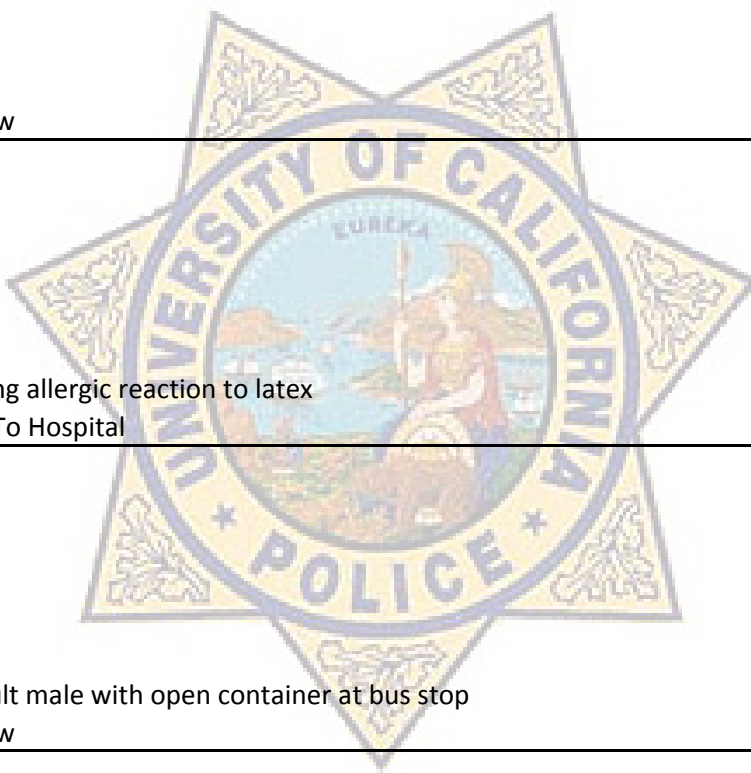 w
UNIVERSITY OF CALIFORNIA
EUREKA
ng allergic reaction to latex
To Hospital
POLICE
ult male with open container at bus stop
w